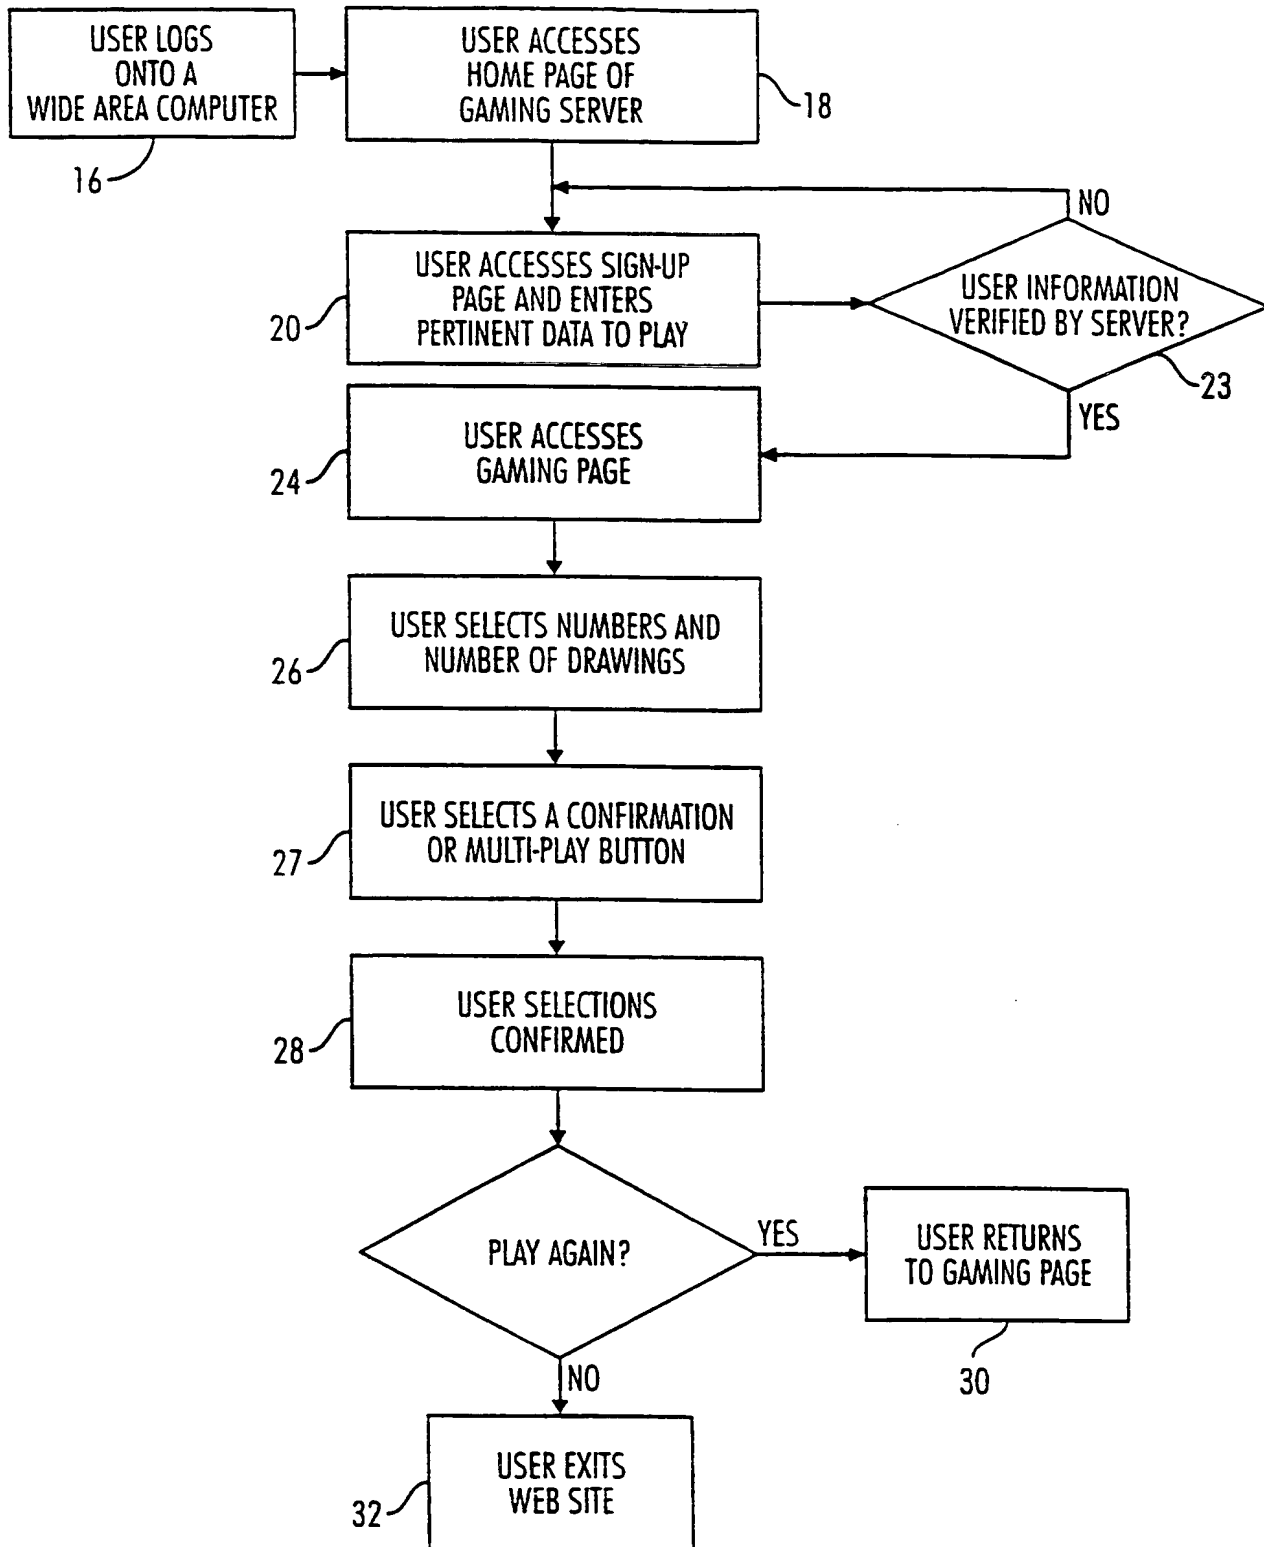 USER LOGS
ONTO A
WIDE AREA COMPUTER
16
USER ACCESSES
HOME PAGE OF
GAMING SERVER
18
USER ACCESSES SIGN-UP
PAGE AND ENTERS
PERTINENT DATA TO PLAY
20
NO
USER INFORMATION
VERIFIED BY SERVER?
23
YES
USER ACCESSES
GAMING PAGE
24
USER SELECTS NUMBERS AND
NUMBER OF DRAWINGS
26
USER SELECTS A CONFIRMATION
OR MULTI-PLAY BUTTON
27
USER SELECTIONS
CONFIRMED
28
PLAY AGAIN?
YES
USER RETURNS
TO GAMING PAGE
30
NO
USER EXITS
WEB SITE
32